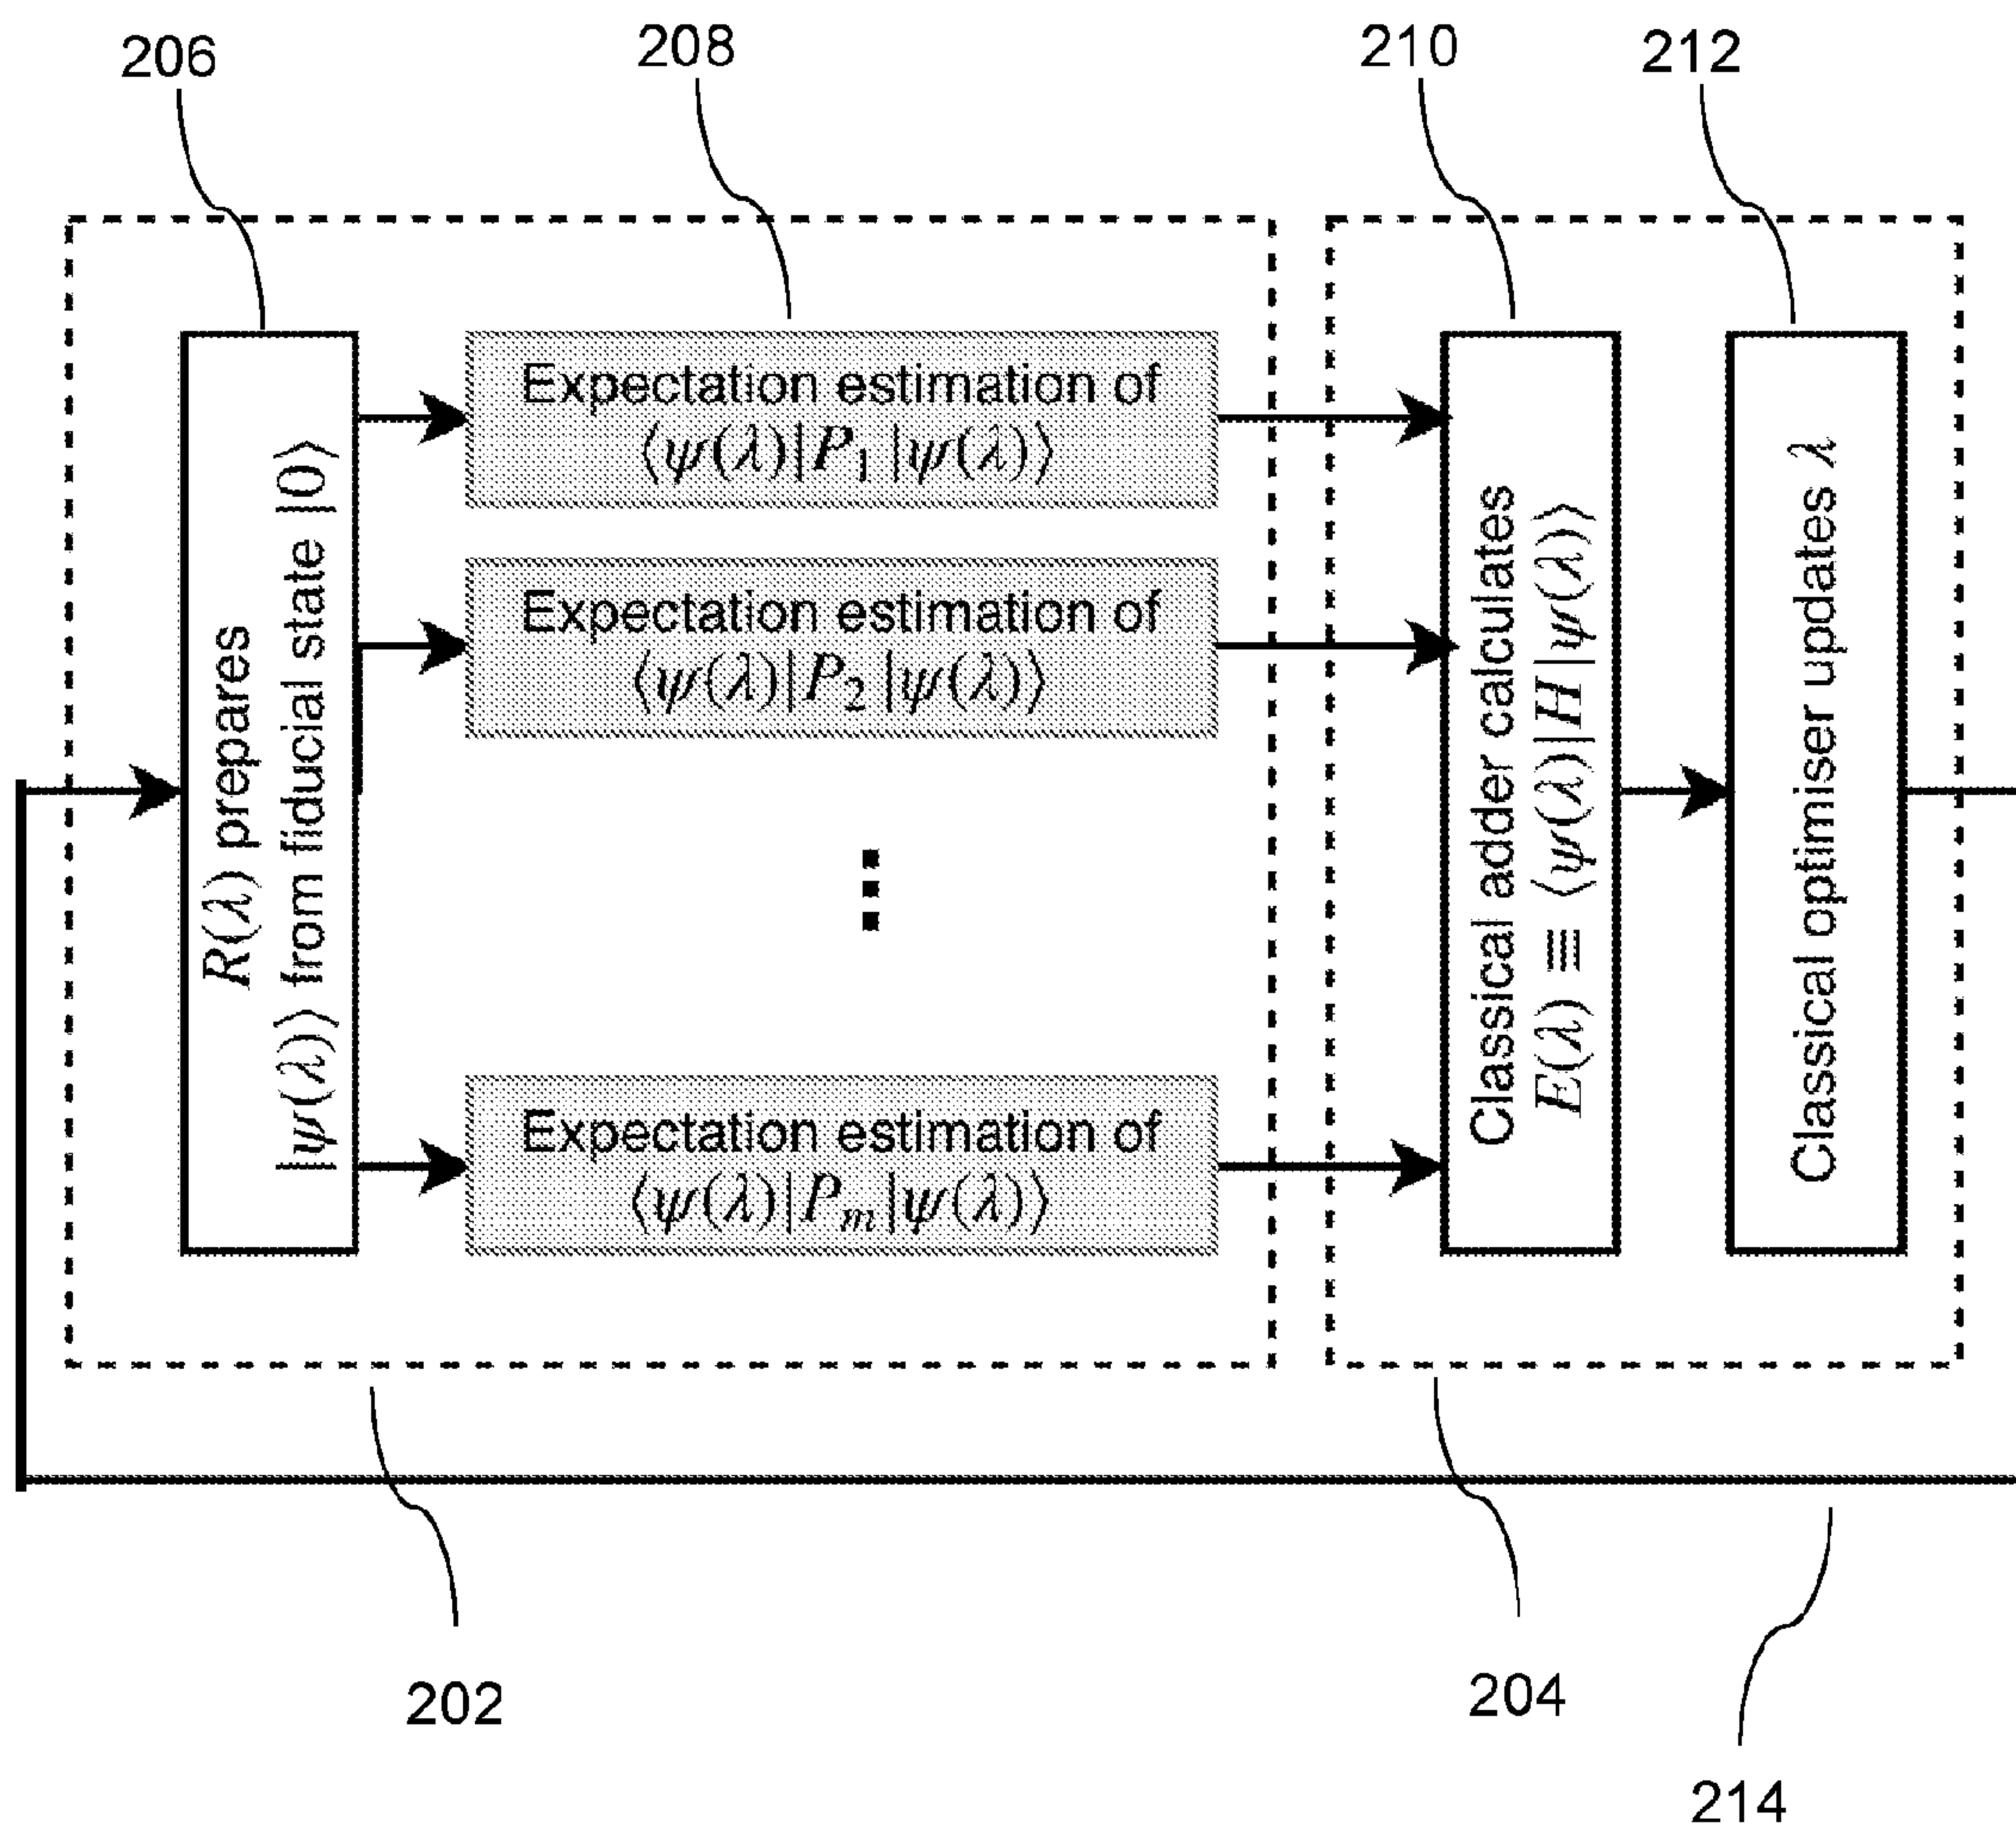 206
208
210
212
R(λ) prepares
|ψ(λ)⟩ from fiducial state |0⟩
Expectation estimation of
⟨ψ(λ)|P₁|ψ(λ)⟩
Expectation estimation of
⟨ψ(λ)|P₂|ψ(λ)⟩
Expectation estimation of
⟨ψ(λ)|Pₘ|ψ(λ)⟩
Classical adder calculates
E(λ) ≡ ⟨ψ(λ)|H|ψ(λ)⟩
Classical optimiser updates λ
202
204
214